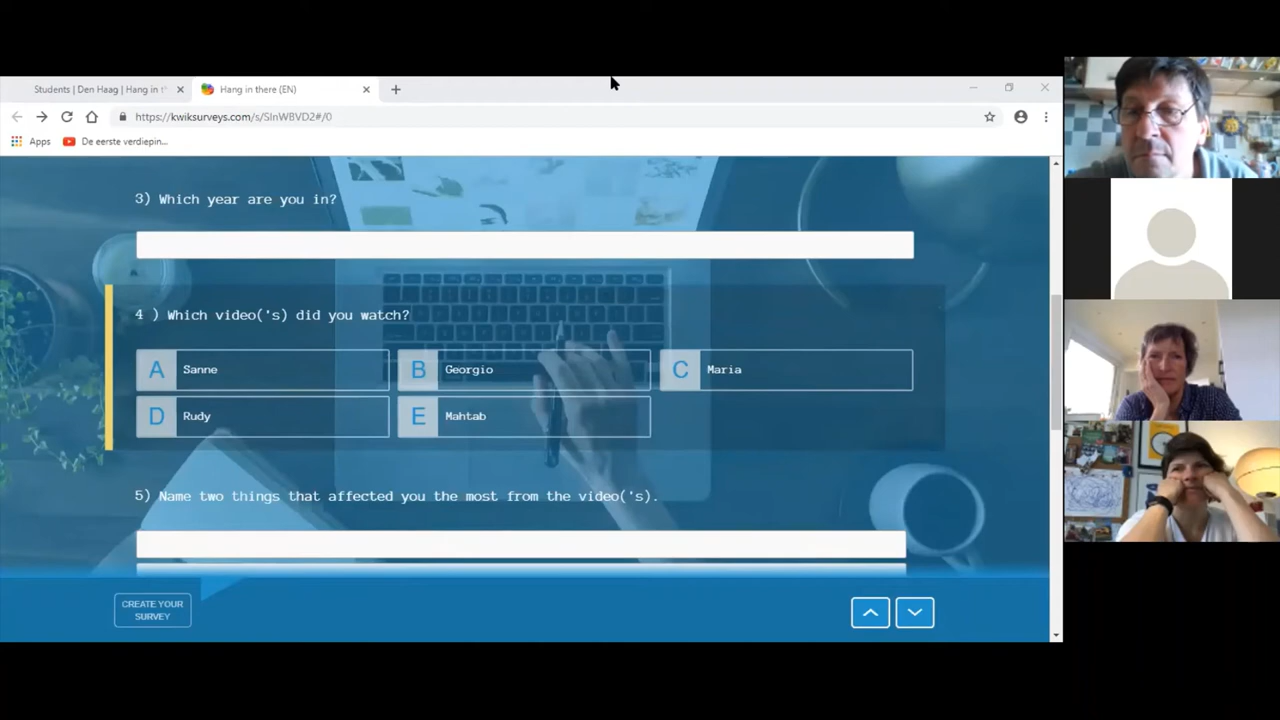 Students | Den Haag | Hang in t
Hang in there (EN)
https://kwiksurveys.com/s/SInWBVD2#/0
Apps
De eerste verdiepin...
3) Which year are you in?
4 ) Which video('s) did you watch?
A Sanne
B Georgio
C Maria
D Rudy
E Mahtab
5) Name two things that affected you the most from the video('s).
CREATE YOUR
SURVEY